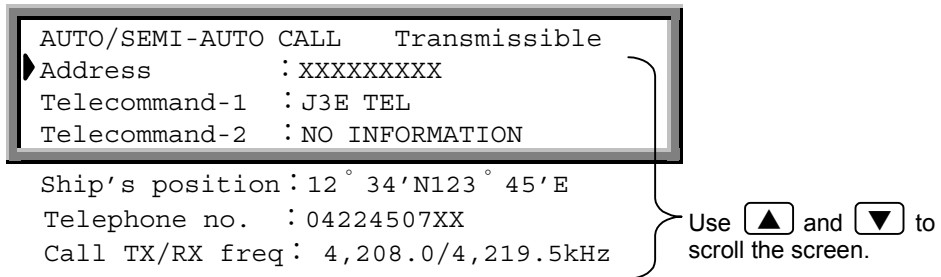 AUTO/SEMI-AUTO CALL Transmissible
Address :XXXXXXXXX
Telecommand-1 :J3E TEL
Telecommand-2 :NO INFORMATION
Ship's position:12°34'N123°45'E
Telephone no. :04224507XX
Call TX/RX freq: 4,208.0/4,219.5kHz
Use ▲ and ▼ to
scroll the screen.